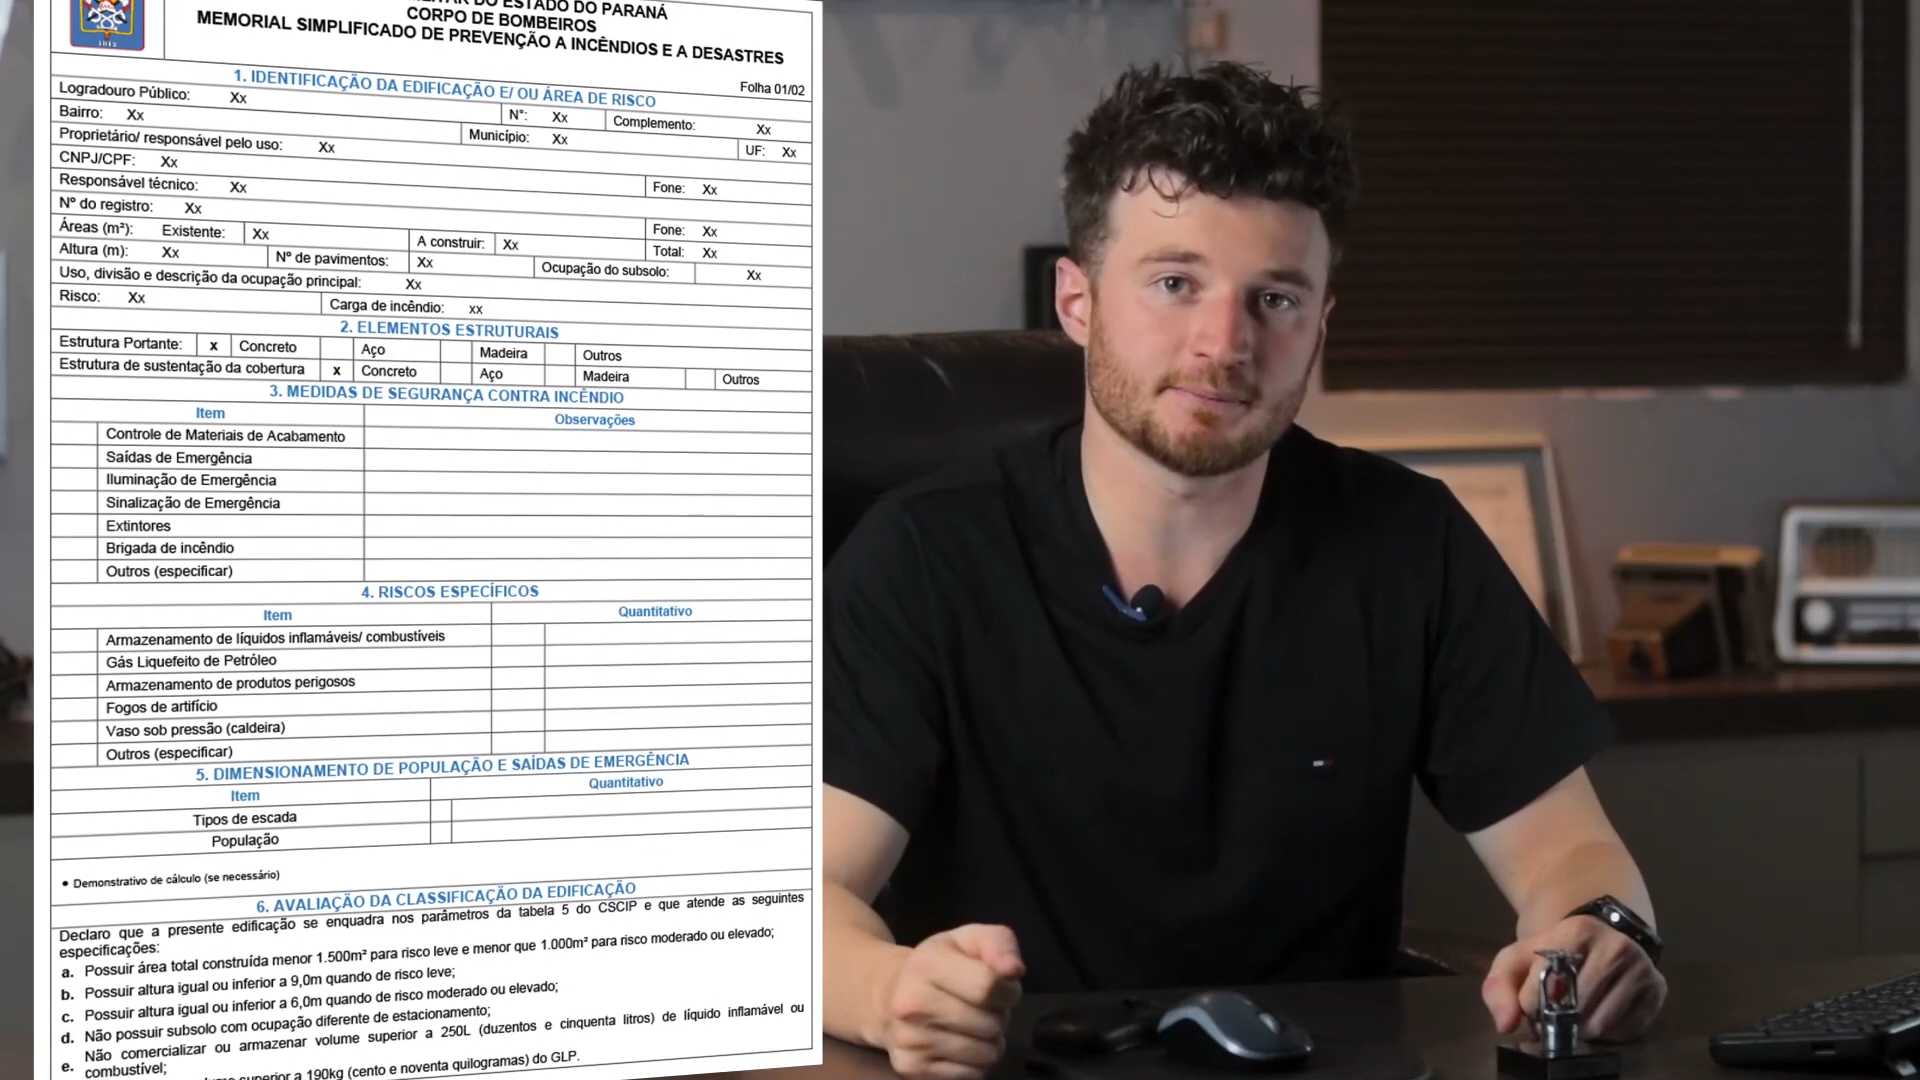 MILITAR DO ESTADO DO PARANÁ
CORPO DE BOMBEIROS
MEMORIAL SIMPLIFICADO DE PREVENÇÃO A INCÊNDIOS E A DESASTRES
Folha 01/02
1. IDENTIFICAÇÃO DA EDIFICAÇÃO E/ OU ÁREA DE RISCO
Logradouro Público: Xx N°: Xx Complemento: Xx
Bairro: Xx Município: Xx UF: Xx
Proprietário/ responsável pelo uso: Xx
CNPJ/CPF: Xx Fone: Xx
Responsável técnico: Xx
Nº do registro: Xx Fone: Xx
Áreas (m²): Existente: Xx A construir: Xx Total: Xx
Altura (m): Xx Nº de pavimentos: Xx Ocupação do subsolo: Xx
Uso, divisão e descrição da ocupação principal: Xx
Risco: Xx Carga de incêndio: xx
2. ELEMENTOS ESTRUTURAIS
Estrutura Portante: x Concreto Aço Madeira Outros
Estrutura de sustentação da cobertura x Concreto Aço Madeira Outros
3. MEDIDAS DE SEGURANÇA CONTRA INCÊNDIO
Item Observações
Controle de Materiais de Acabamento
Saídas de Emergência
Iluminação de Emergência
Sinalização de Emergência
Extintores
Brigada de incêndio
Outros (especificar)
4. RISCOS ESPECÍFICOS
Item Quantitativo
Armazenamento de líquidos inflamáveis/ combustíveis
Gás Liquefeito de Petróleo
Armazenamento de produtos perigosos
Fogos de artifício
Vaso sob pressão (caldeira)
Outros (especificar)
5. DIMENSIONAMENTO DE POPULAÇÃO E SAÍDAS DE EMERGÊNCIA
Item Quantitativo
Tipos de escada
População
• Demonstrativo de cálculo (se necessário)
6. AVALIAÇÃO DA CLASSIFICAÇÃO DA EDIFICAÇÃO
Declaro que a presente edificação se enquadra nos parâmetros da tabela 5 do CSCIP e que atende as seguintes
especificações:
a. Possuir área total construída menor 1.500m² para risco leve e menor que 1.000m² para risco moderado ou elevado;
b. Possuir altura igual ou inferior a 9,0m quando de risco leve;
c. Possuir altura igual ou inferior a 6,0m quando de risco moderado ou elevado;
d. Não possuir subsolo com ocupação diferente de estacionamento;
e. Não comercializar ou armazenar volume superior a 250L (duzentos e cinquenta litros) de líquido inflamável ou
combustível;
superior a 190kg (cento e noventa quilogramas) do GLP.